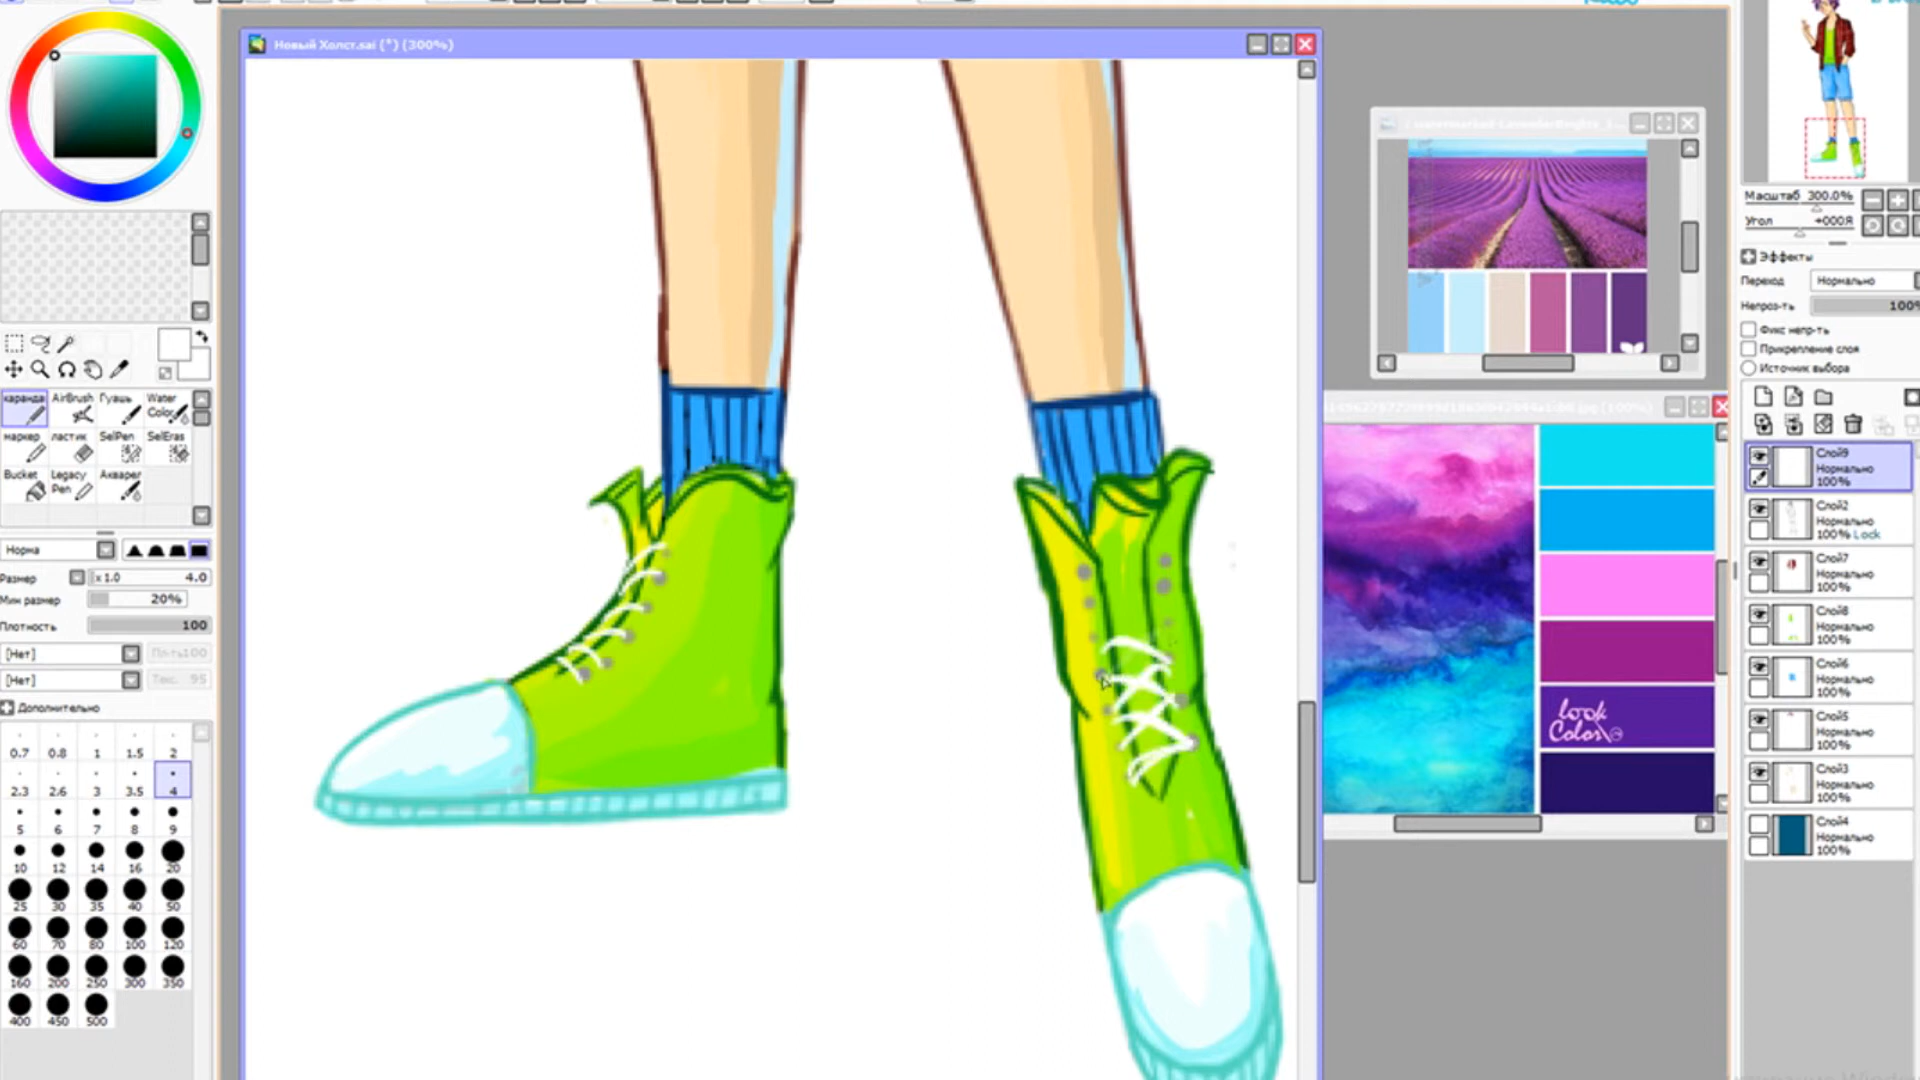 Новый Холст.sai (*) (300%)
Масштаб 300.0%
Угол +000Я
Эффекты
Переход Нормально
Непроз-ть 100%
Фикс непр-ть
Прикрепление слоя
Источник выбора
каранда AirBrush Гуашь Water Color
маркер ластик SelPen SelEras
Bucket Legacy Pen Акварел
Норма
Размер x 1.0 4.0
Мин размер 20%
Плотность 100
[Нет]
[Нет] Текс. 95
Дополнительно
0.7 0.8 1 1.5 2
2.3 2.6 3 3.5 4
5 6 7 8 9
10 12 14 16 20
25 30 35 40 50
60 70 80 100 120
160 200 250 300 350
400 450 500
look
Color
Слой9
Нормально
100%
Слой2
Нормально
100% Lock
Слой7
Нормально
100%
Слой8
Нормально
100%
Слой6
Нормально
100%
Слой5
Нормально
100%
Слой3
Нормально
100%
Слой4
Нормально
100%